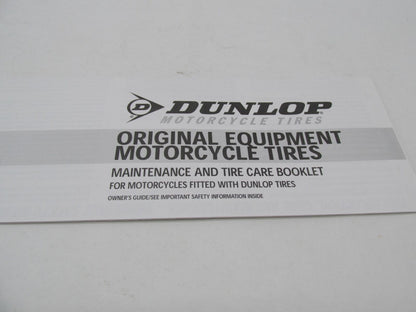 DUNLOP
MOTORCYCLE TIRES
ORIGINAL EQUIPMENT
MOTORCYCLE TIRES
MAINTENANCE AND TIRE CARE BOOKLET
FOR MOTORCYCLES FITTED WITH DUNLOP TIRES
OWNER'S GUIDE/SEE IMPORTANT SAFETY INFORMATION INSIDE